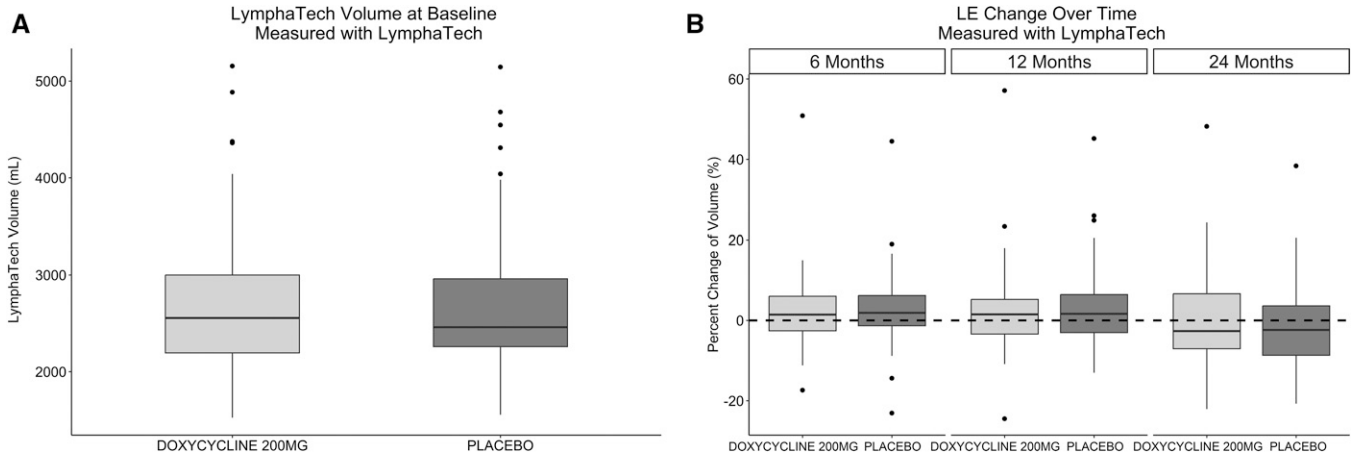 A
LymphaTech Volume at Baseline
Measured with LymphaTech
LymphaTech Volume (mL)
5000
4000
3000
2000
DOXYCYCLINE 200MG
PLACEBO
B
LE Change Over Time
Measured with LymphaTech
6 Months
12 Months
24 Months
Percent Change of Volume (%)
60
40
20
0
-20
DOXYCYCLINE 200MG
PLACEBO
DOXYCYCLINE 200MG
PLACEBO
DOXYCYCLINE 200MG
PLACEBO